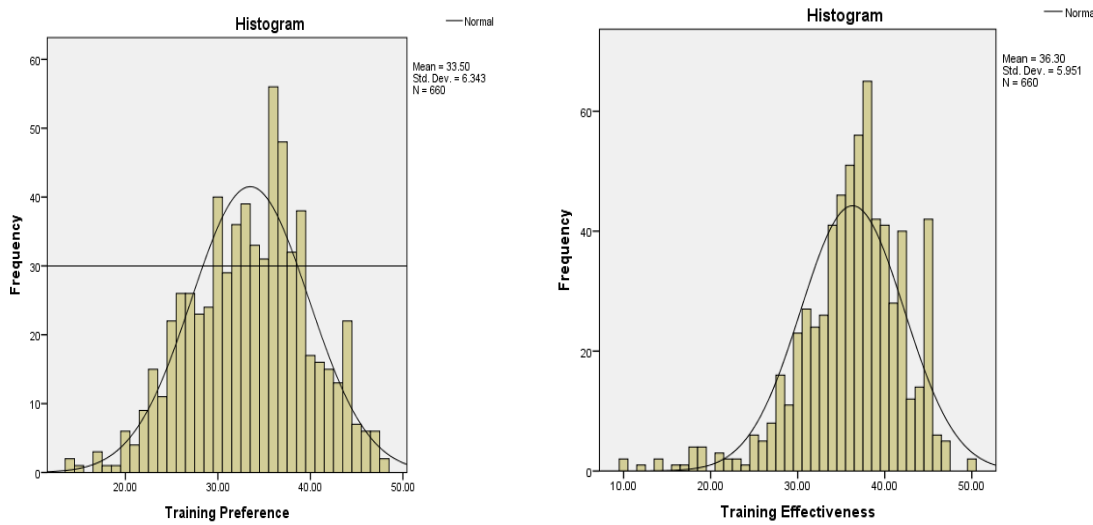 Histogram
Normal
Mean = 33.50
Std. Dev. = 6.343
N = 660
60
50
40
30
20
10
0
Frequency
20.00 30.00 40.00 50.00
Training Preference
Histogram
Norma
Mean = 36.30
Std. Dev. = 5.951
N = 660
60
40
20
0
Frequency
10.00 20.00 30.00 40.00 50.00
Training Effectiveness